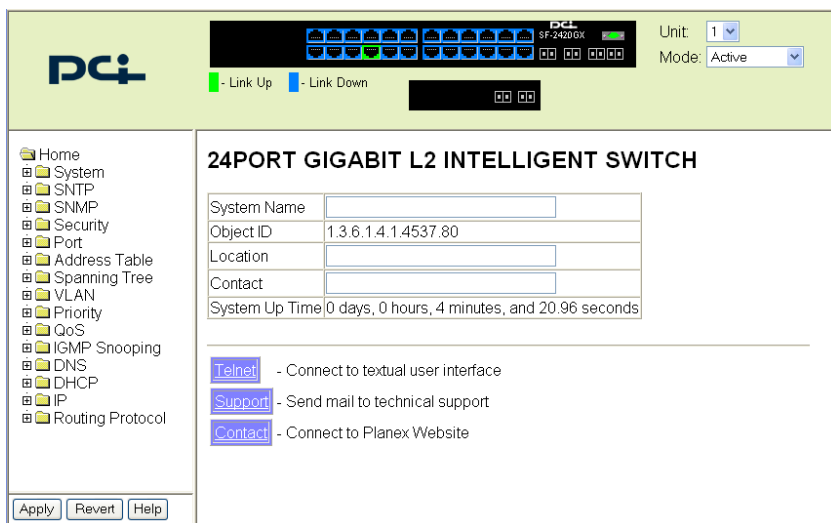 PCi
SF-2420GX
Unit: 1
Mode: Active
PCi
- Link Up - Link Down
Home
System
SNTP
SNMP
Security
Port
Address Table
Spanning Tree
VLAN
Priority
QoS
IGMP Snooping
DNS
DHCP
IP
Routing Protocol
Apply Revert Help
24PORT GIGABIT L2 INTELLIGENT SWITCH
System Name
Object ID 1.3.6.1.4.1.4537.80
Location
Contact
System Up Time 0 days, 0 hours, 4 minutes, and 20.96 seconds
Telnet - Connect to textual user interface
Support - Send mail to technical support
Contact - Connect to Planex Website